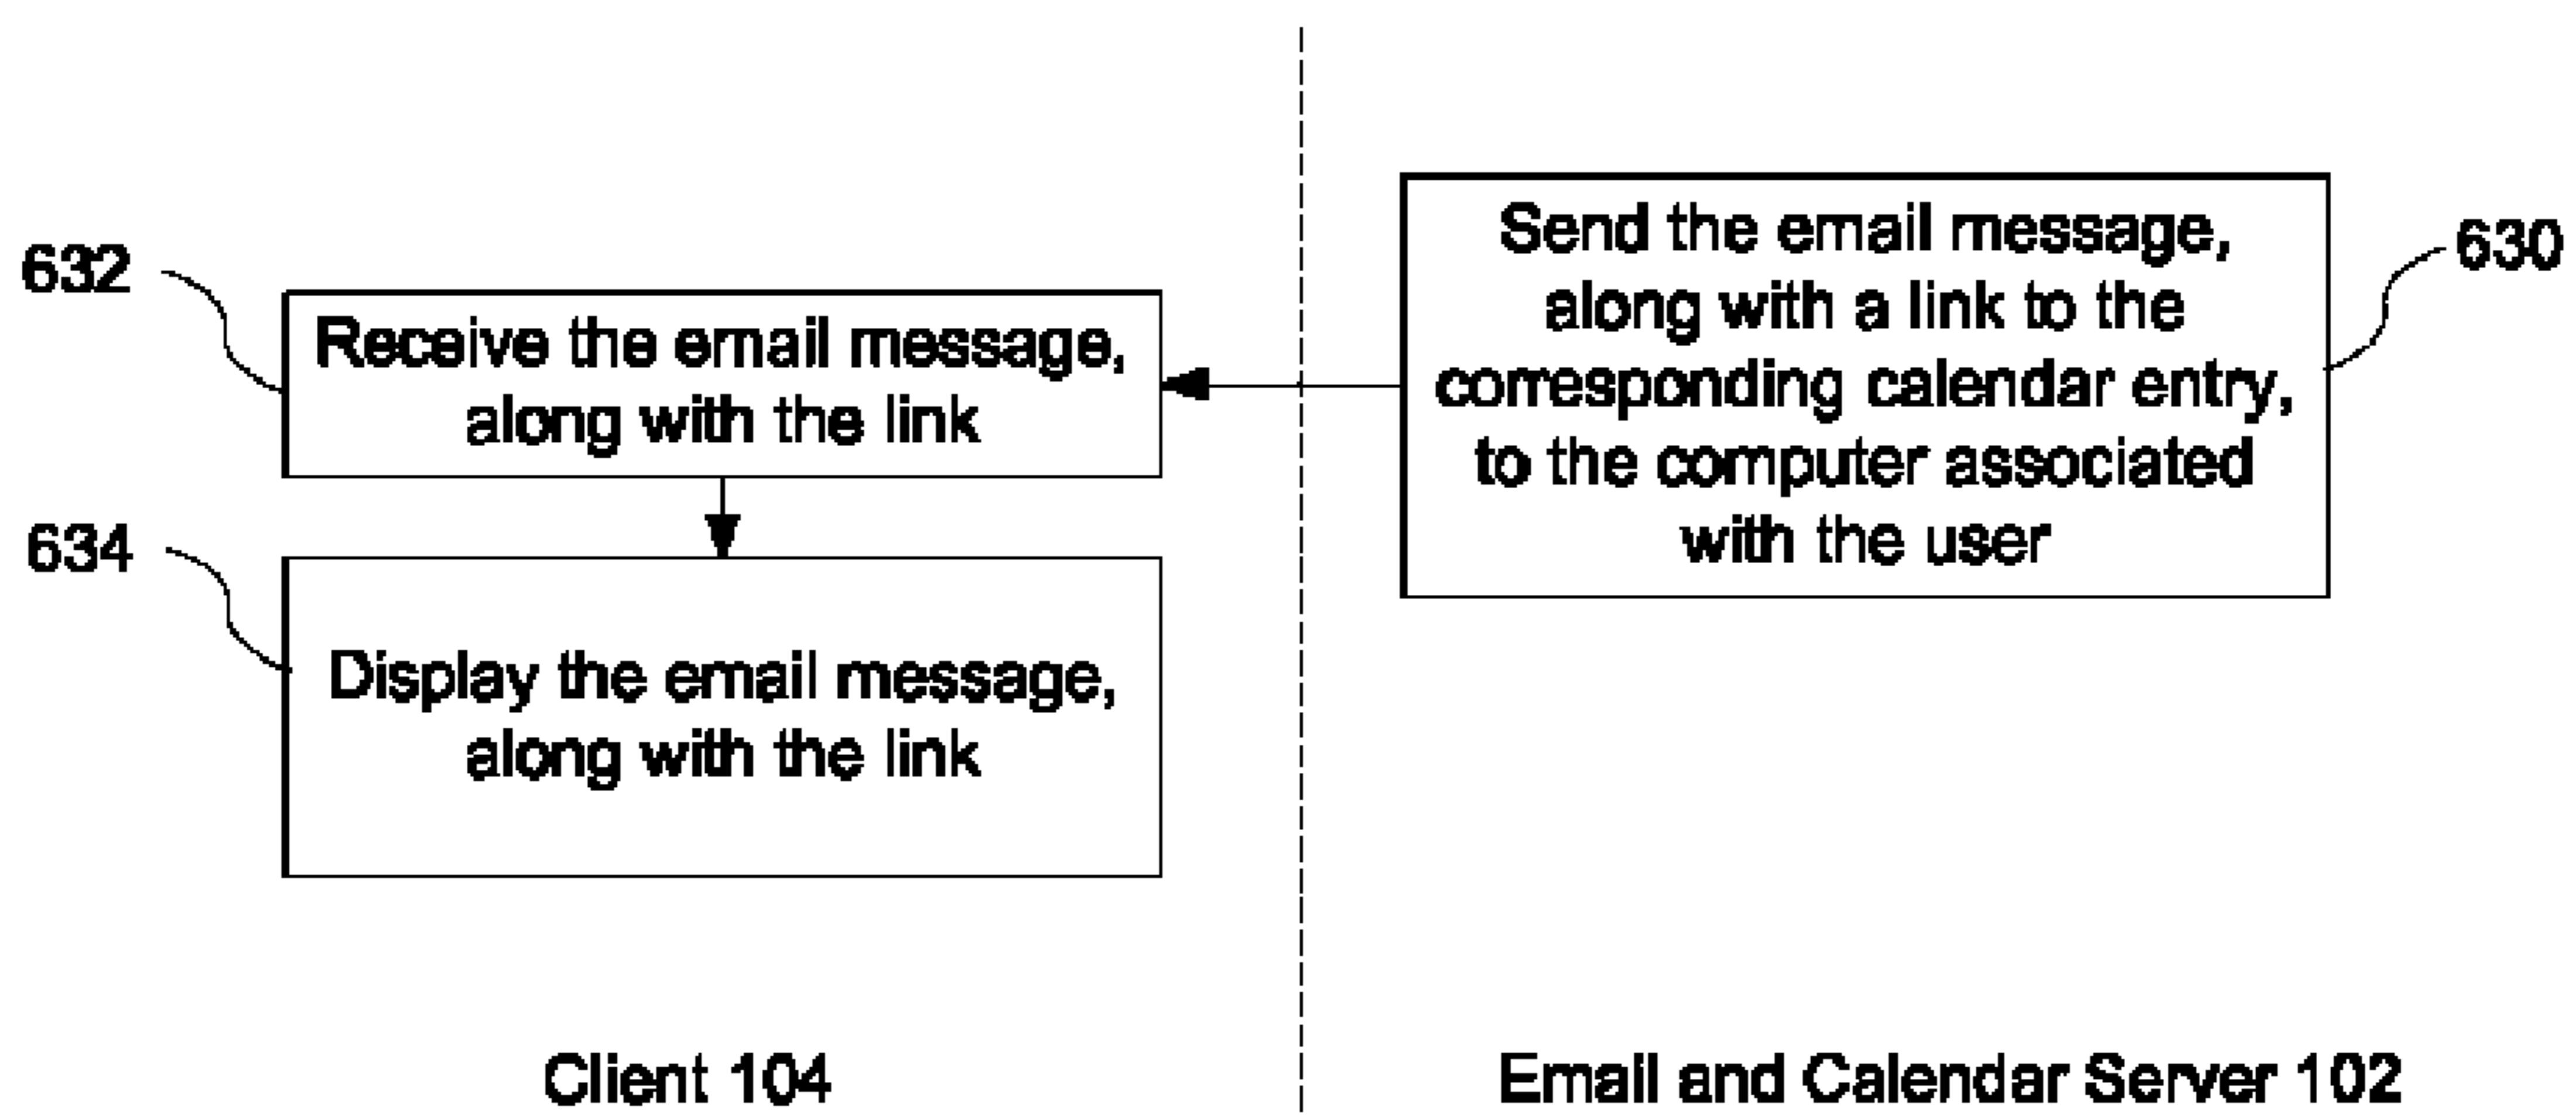 632
Receive the email message,
along with the link
634
Display the email message,
along with the link
Send the email message,
along with a link to the
corresponding calendar entry,
to the computer associated
with the user
630
Client 104
Email and Calendar Server 102